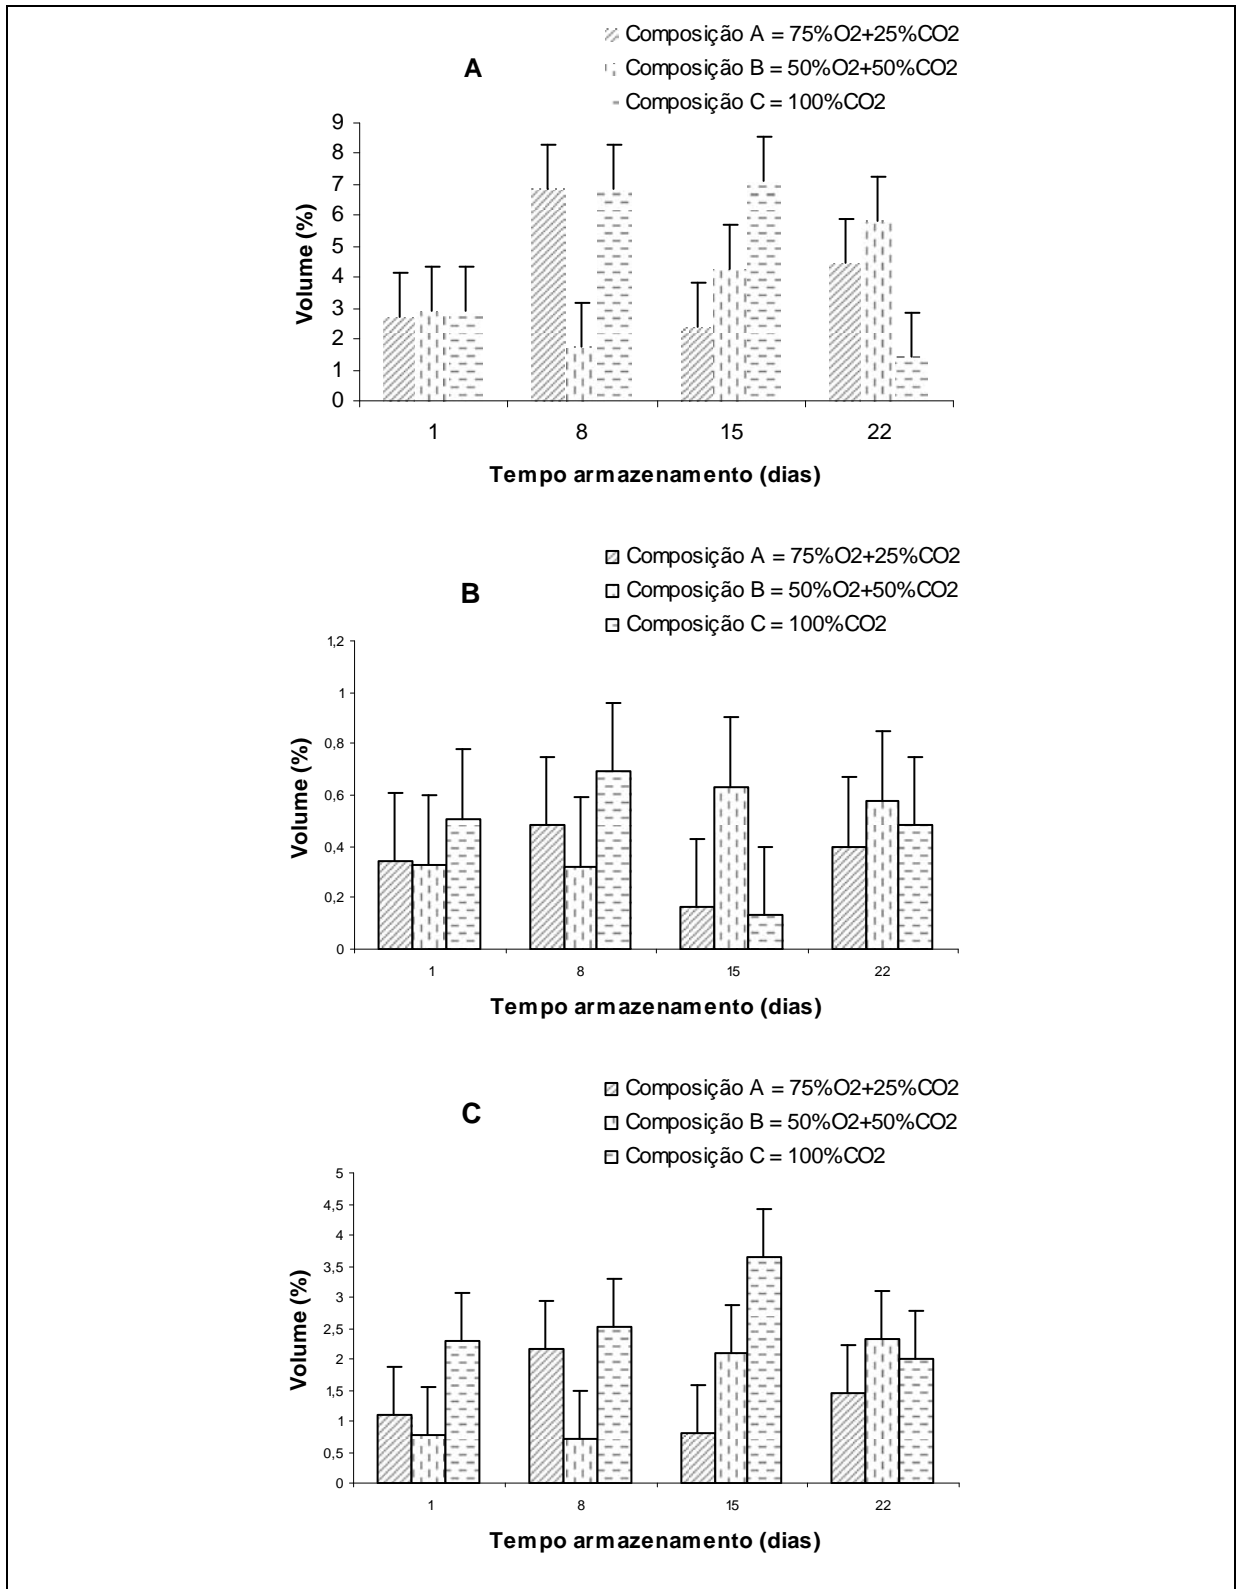 Composição A = 75%O2+25%CO2
A
Composição B = 50%O2+50%CO2
Composição C = 100%CO2
9
8
7
6
5
4
3
2
1
0
Volume (%)
1 8 15 22
Tempo armazenamento (dias)
Composição A = 75%O2+25%CO2
B
Composição B = 50%O2+50%CO2
Composição C = 100%CO2
1,2
1
0,8
0,6
0,4
0,2
0
Volume (%)
1 8 15 22
Tempo armazenamento (dias)
Composição A = 75%O2+25%CO2
C
Composição B = 50%O2+50%CO2
Composição C = 100%CO2
5
4,5
4
3,5
3
2,5
2
1,5
1
0,5
0
Volume (%)
1 8 15 22
Tempo armazenamento (dias)